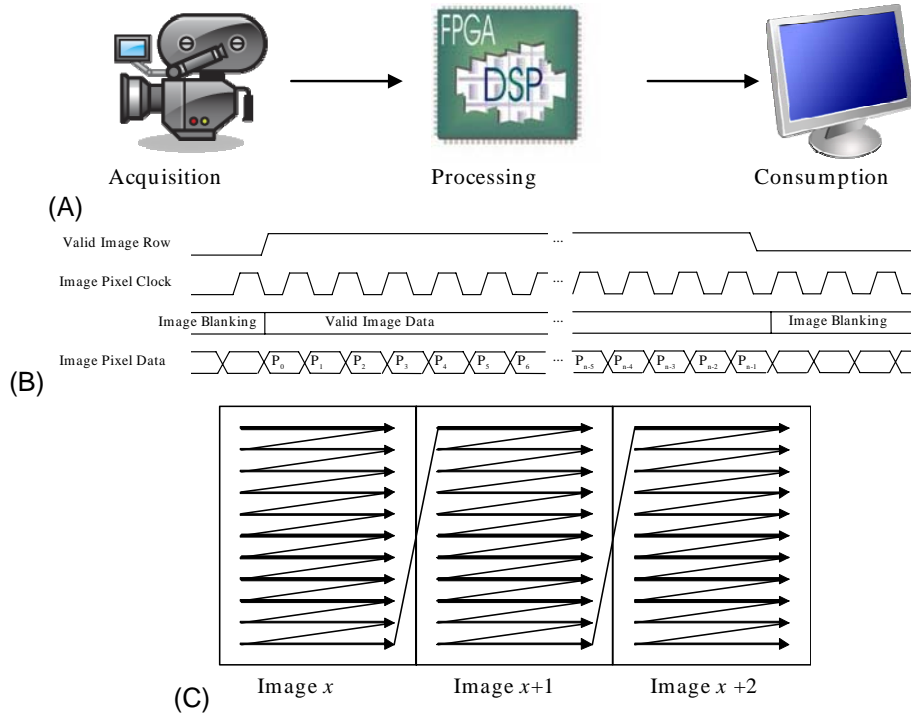 FPGA
DSP
Acquisition Processing Consumption
(A)
Valid Image Row ...
Image Pixel Clock
Image Blanking Valid Image Data ... Image Blanking
Image Pixel Data P0 P1 P2 P3 P4 P5 P6 ... Pn-5 Pn-4 Pn-3 Pn-2 Pn-1
(B)
Image x Image x+1 Image x +2
(C)